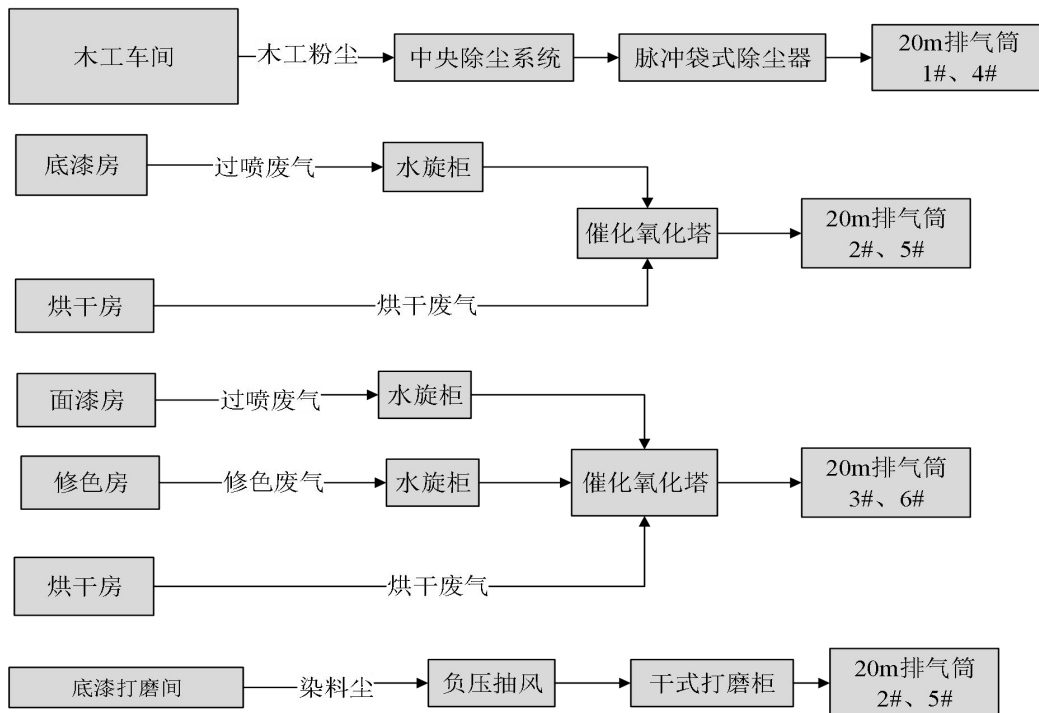 木工车间
木工粉尘
中央除尘系统
脉冲袋式除尘器
20m排气筒
1#、4#
底漆房
过喷废气
水旋柜
催化氧化塔
20m排气筒
2#、5#
烘干房
烘干废气
面漆房
过喷废气
水旋柜
修色房
修色废气
水旋柜
催化氧化塔
20m排气筒
3#、6#
烘干房
烘干废气
底漆打磨间
染料尘
负压抽风
干式打磨柜
20m排气筒
2#、5#